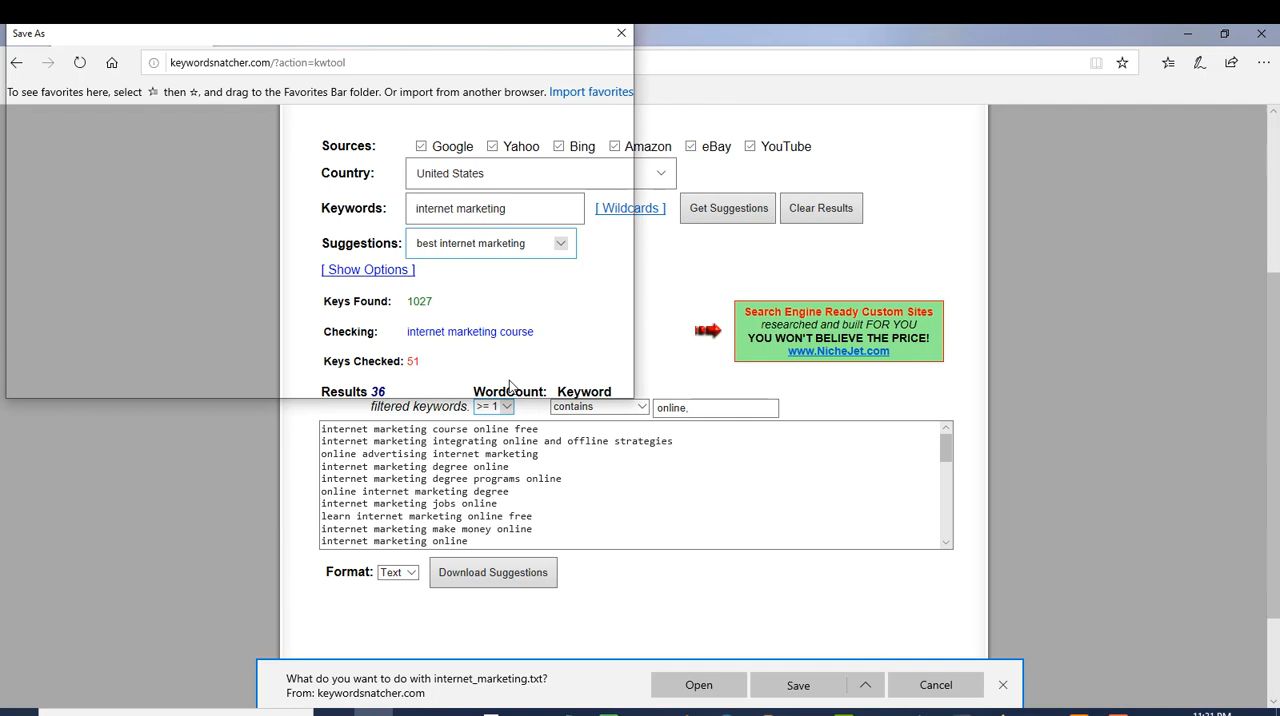 Save As
keywordsnatcher.com/?action=kwtool
To see favorites here, select ☆ then ☆, and drag to the Favorites Bar folder. Or import from another browser. Import favorites
Sources: Google Yahoo Bing Amazon eBay YouTube
Country: United States
Keywords: internet marketing [ Wildcards ] Get Suggestions Clear Results
Suggestions: best internet marketing
[ Show Options ]
Keys Found: 1027
Checking: internet marketing course
Keys Checked: 51
Search Engine Ready Custom Sites
researched and built FOR YOU
YOU WON'T BELIEVE THE PRICE!
www.NicheJet.com
Results 36 WordCount: Keyword
filtered keywords. >= 1 contains online,
internet marketing course online free
internet marketing integrating online and offline strategies
online advertising internet marketing
internet marketing degree online
internet marketing degree programs online
online internet marketing degree
internet marketing jobs online
learn internet marketing online free
internet marketing make money online
internet marketing online
Format: Text Download Suggestions
What do you want to do with internet_marketing.txt?
From: keywordsnatcher.com
Open Save Cancel